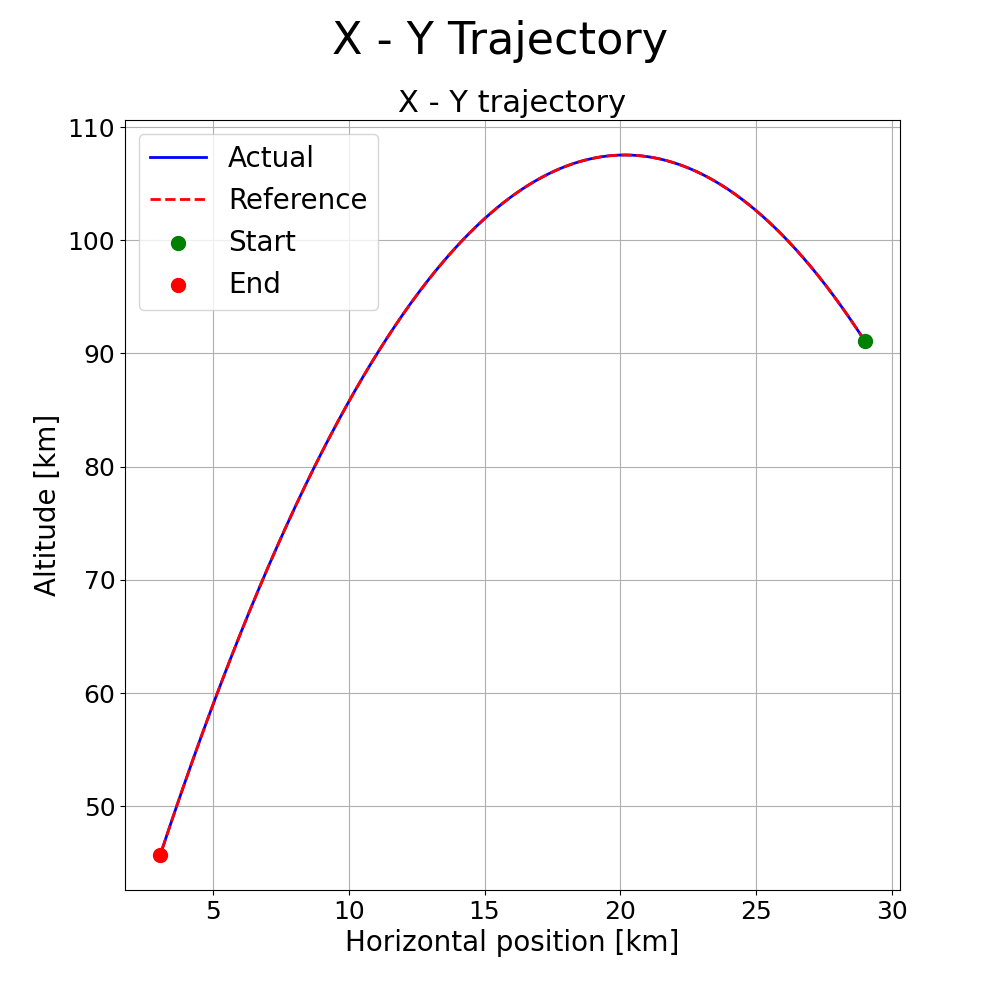 X - Y Trajectory
X - Y trajectory
Actual
Reference
Start
End
110
100
90
80
70
60
50
Altitude [km]
5 10 15 20 25 30
Horizontal position [km]